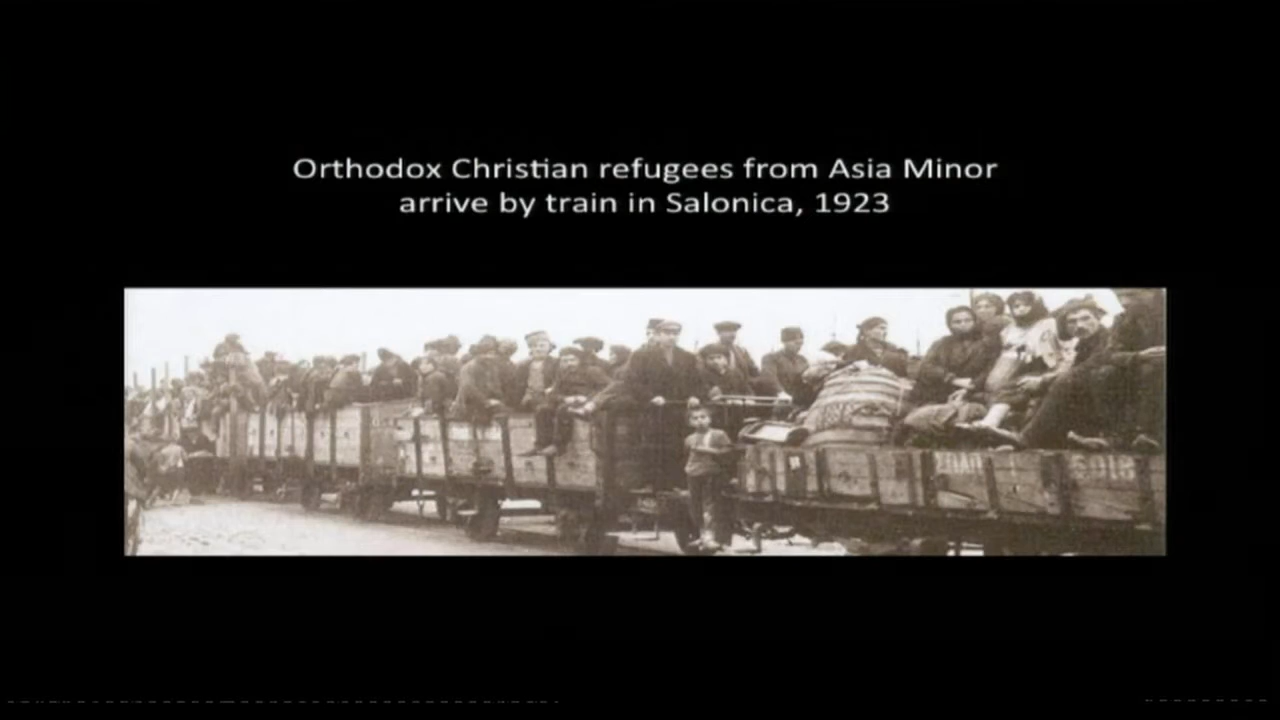 Orthodox Christian refugees from Asia Minor
arrive by train in Salonica, 1923